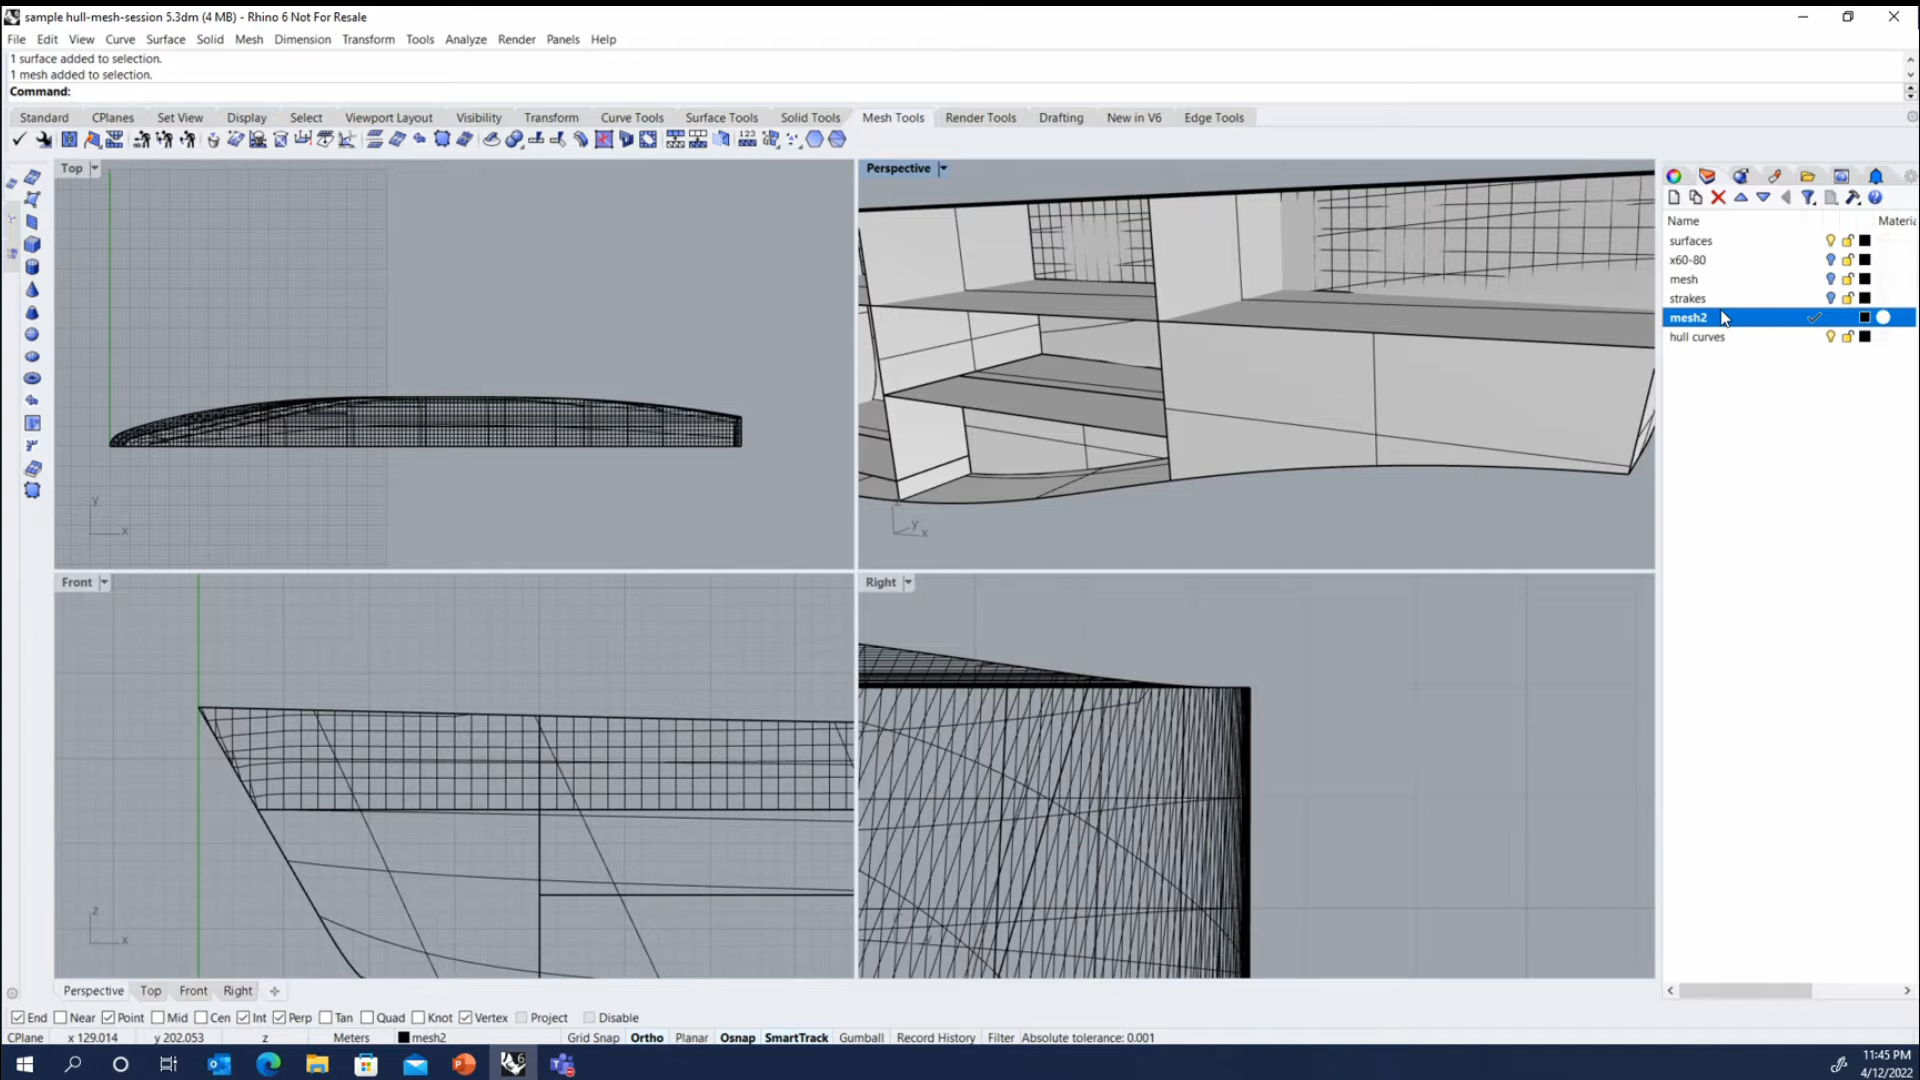 sample hull-mesh-session 5.3dm (4 MB) - Rhino 6 Not For Resale
File Edit View Curve Surface Solid Mesh Dimension Transform Tools Analyze Render Panels Help
1 surface added to selection.
1 mesh added to selection.
Command:
Standard CPlanes Set View Display Select Viewport Layout Visibility Transform Curve Tools Surface Tools Solid Tools Mesh Tools Render Tools Drafting New in V6 Edge Tools
Top
Perspective
Name Materia
surfaces
x60-80
mesh
strakes
mesh2
hull curves
y
x
z
y
x
Front
Right
z
x
Perspective Top Front Right
End Near Point Mid Cen Int Perp Tan Quad Knot Vertex Project Disable
CPlane x 129.014 y 202.053 z Meters mesh2 Grid Snap Ortho Planar Osnap SmartTrack Gumball Record History Filter Absolute tolerance: 0.001
11:45 PM
4/12/2022